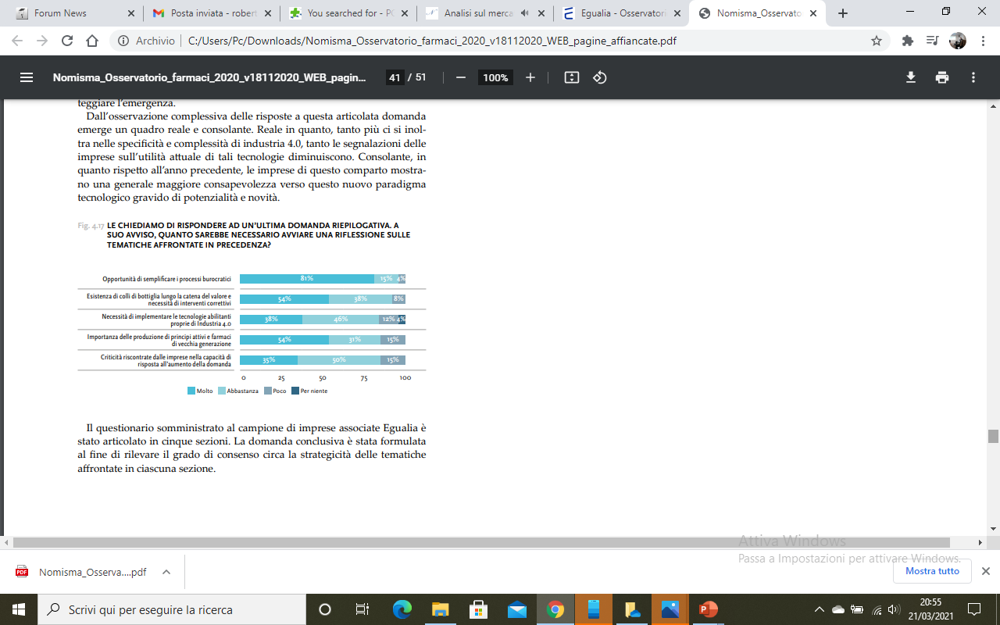 Forum News
Posta inviata - robert
You searched for - PC
Analisi sul merca
Egualia - Osservatori
Nomisma_Osservato
Archivio
C:/Users/Pc/Downloads/Nomisma_Osservatorio_farmaci_2020_v18112020_WEB_pagine_affiancate.pdf
Nomisma_Osservatorio_farmaci_2020_v18112020_WEB_pagin...
41 / 51
100%
teggiare l'emergenza.
Dall'osservazione complessiva delle risposte a questa articolata domanda
emerge un quadro reale e consolante. Reale in quanto, tanto più ci si inol-
tra nelle specificità e complessità di industria 4.0, tanto le segnalazioni delle
imprese sull'utilità attuale di tali tecnologie diminuiscono. Consolante, in
quanto rispetto all'anno precedente, le imprese di questo comparto mostra-
no una generale maggiore consapevolezza verso questo nuovo paradigma
tecnologico gravido di potenzialità e novità.
Fig. 4.17 LE CHIEDIAMO DI RISPONDERE AD UN'ULTIMA DOMANDA RIEPILOGATIVA. A
SUO AVVISO, QUANTO SAREBBE NECESSARIO AVVIARE UNA RIFLESSIONE SULLE
TEMATICHE AFFRONTATE IN PRECEDENZA?
Opportunità di semplificare i processi burocratici
81% 15% 4%
Esistenza di colli di bottiglia lungo la catena del valore e
necessità di interventi correttivi
54% 38% 8%
Necessità di implementare le tecnologie abilitanti
proprie di Industria 4.0
38% 46% 12% 4%
Importanza delle produzione di principi attivi e farmaci
di vecchia generazione
54% 31% 15%
Criticità riscontrate dalle imprese nella capacità di
risposta all'aumento della domanda
35% 50% 15%
0 25 50 75 100
Molto Abbastanza Poco Per niente
Il questionario somministrato al campione di imprese associate Egualia è
stato articolato in cinque sezioni. La domanda conclusiva è stata formulata
al fine di rilevare il grado di consenso circa la strategicità delle tematiche
affrontate in ciascuna sezione.
Attiva Windows
Passa a Impostazioni per attivare Windows.
Nomisma_Osserva....pdf
Mostra tutto
Scrivi qui per eseguire la ricerca
20:55
21/03/2021